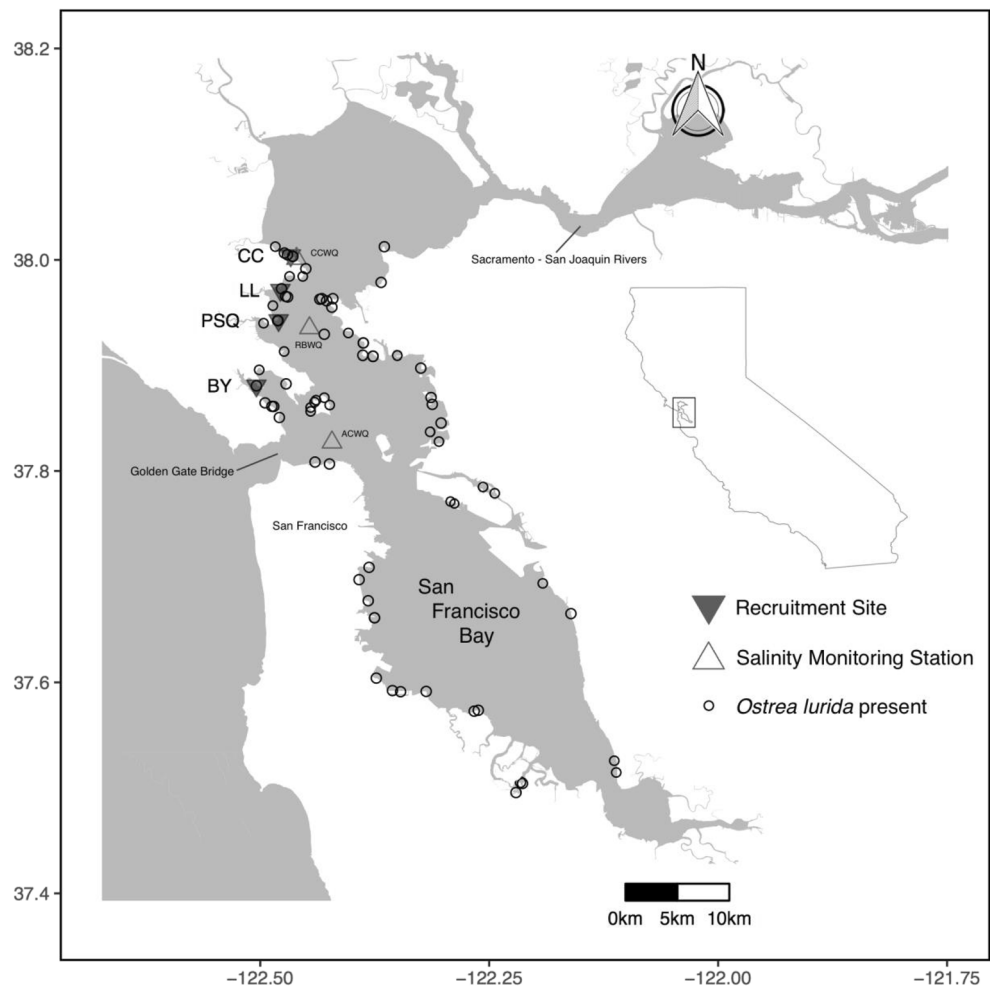 38.2
N
38.0
CC
CCWQ
Sacramento - San Joaquin Rivers
LL
PSQ
RBWQ
BY
ACWQ
37.8
Golden Gate Bridge
San Francisco
San
Francisco
Bay
Recruitment Site
Salinity Monitoring Station
Ostrea lurida present
37.6
37.4
0km 5km 10km
−122.50 −122.25 −122.00 −121.75